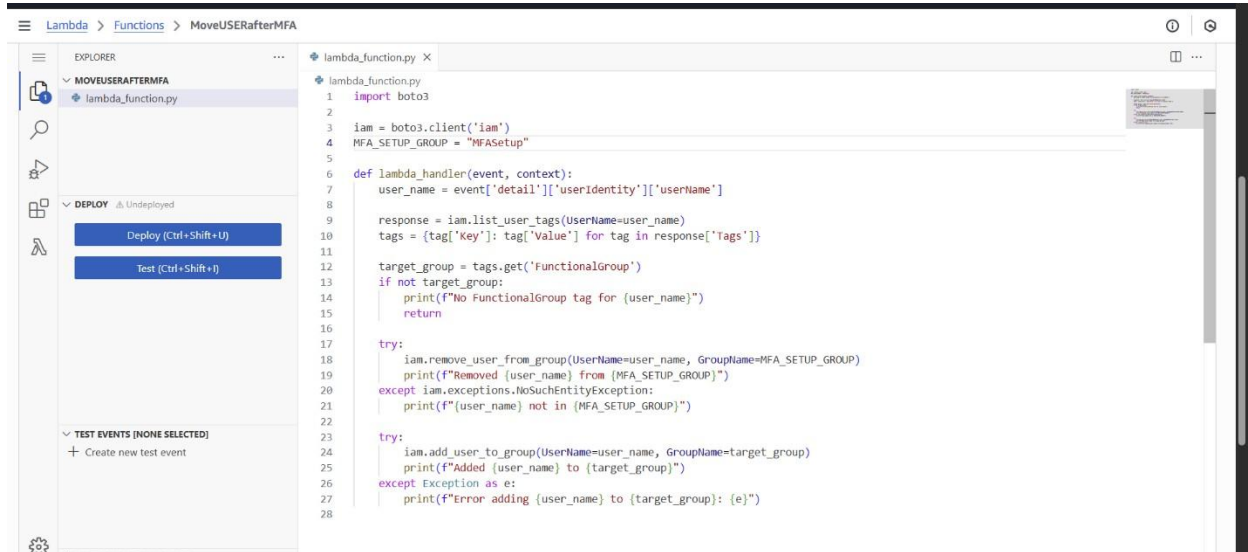 Lambda > Functions > MoveUSERafterMFA
EXPLORER
MOVEUSERAFTERMFA
lambda_function.py
1
DEPLOY Undeployed
Deploy (Ctrl+Shift+U)
Test (Ctrl+Shift+I)
TEST EVENTS [NONE SELECTED]
+ Create new test event
lambda_function.py
lambda_function.py
1 import boto3
2
3 iam = boto3.client('iam')
4 MFA_SETUP_GROUP = "MFASetup"
5
6 def lambda_handler(event, context):
7 user_name = event['detail']['userIdentity']['userName']
8
9 response = iam.list_user_tags(UserName=user_name)
10 tags = {tag['Key']: tag['Value'] for tag in response['Tags']}
11
12 target_group = tags.get('FunctionalGroup')
13 if not target_group:
14 print(f"No FunctionalGroup tag for {user_name}")
15 return
16
17 try:
18 iam.remove_user_from_group(UserName=user_name, GroupName=MFA_SETUP_GROUP)
19 print(f"Removed {user_name} from {MFA_SETUP_GROUP}")
20 except iam.exceptions.NoSuchEntityException:
21 print(f"{user_name} not in {MFA_SETUP_GROUP}")
22
23 try:
24 iam.add_user_to_group(UserName=user_name, GroupName=target_group)
25 print(f"Added {user_name} to {target_group}")
26 except Exception as e:
27 print(f"Error adding {user_name} to {target_group}: {e}")
28